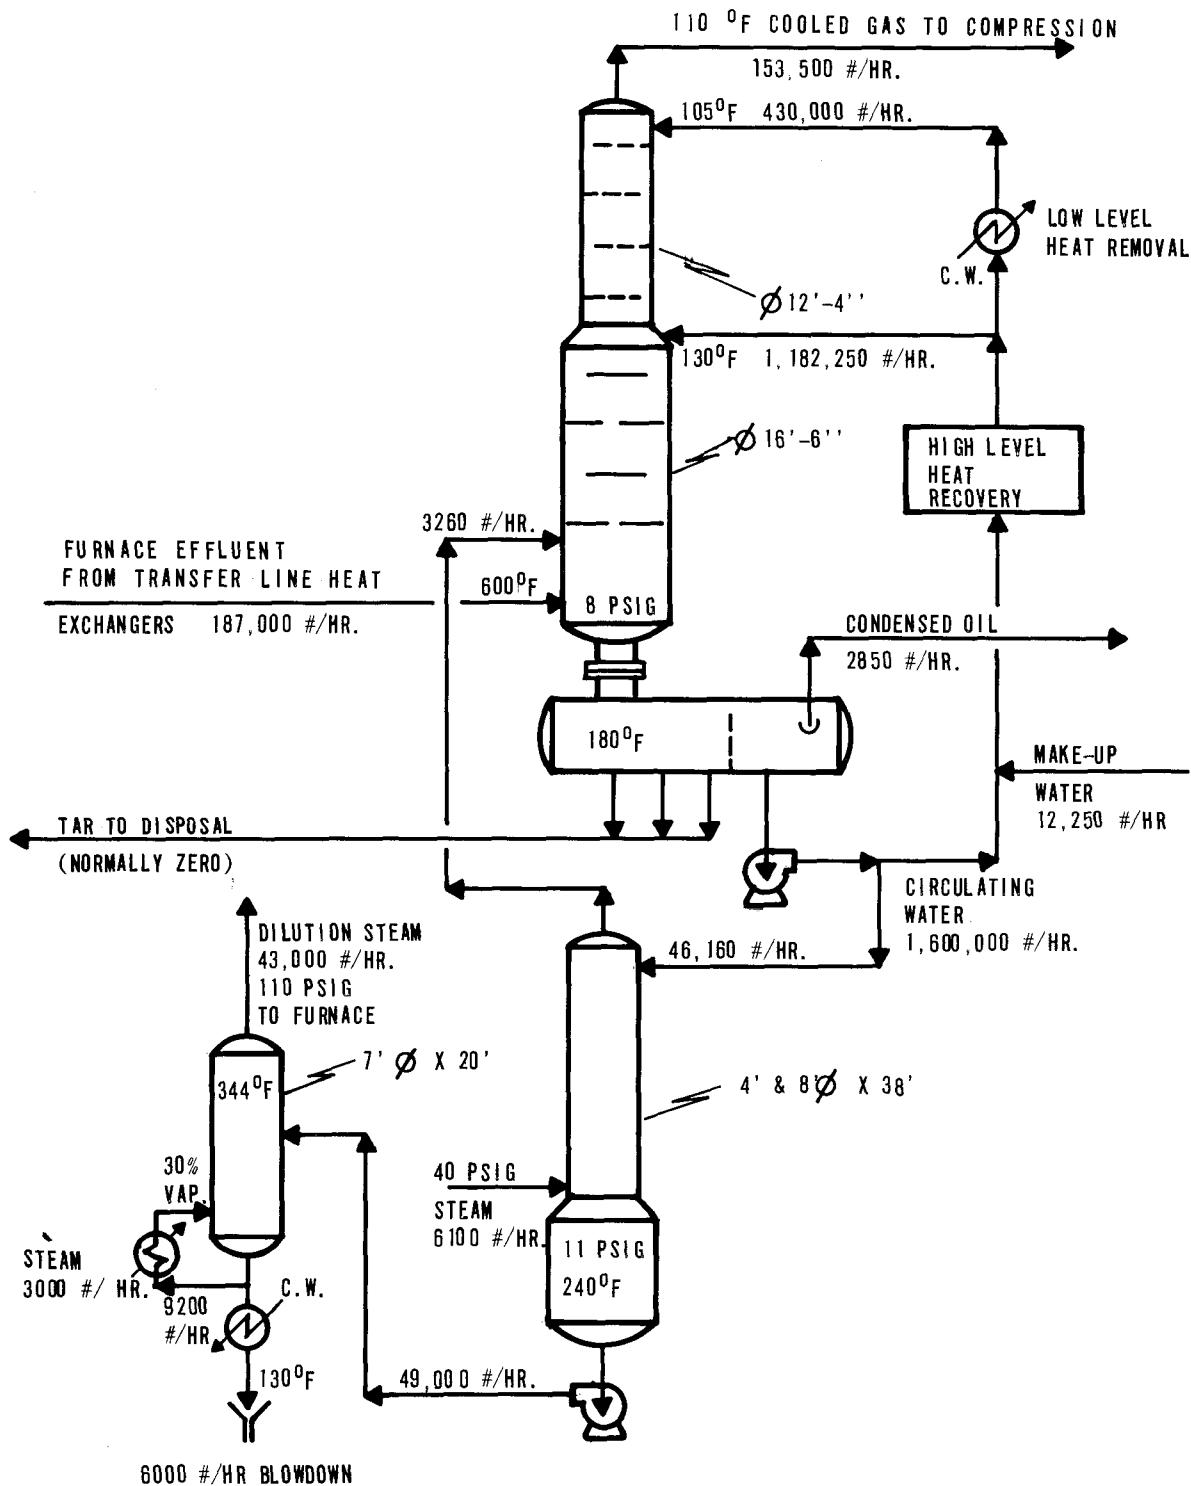 110 °F COOLED GAS TO COMPRESSION
153,500 #/HR.
105°F 430,000 #/HR.
LOW LEVEL
HEAT REMOVAL
C.W.
Ø 12'-4''
130°F 1,182,250 #/HR.
Ø 16'-6''
HIGH LEVEL
HEAT
RECOVERY
3260 #/HR.
FURNACE EFFLUENT
FROM TRANSFER LINE HEAT
EXCHANGERS 187,000 #/HR.
600°F
8 PSIG
CONDENSED OIL
2850 #/HR.
180°F
MAKE-UP
WATER
12,250 #/HR
TAR TO DISPOSAL
(NORMALLY ZERO)
CIRCULATING
WATER
1,600,000 #/HR.
DILUTION STEAM
43,000 #/HR.
110 PSIG
TO FURNACE
46,160 #/HR.
7' Ø X 20'
344°F
4' & 8'Ø X 38'
30%
VAP.
40 PSIG
STEAM
6100 #/HR.
11 PSIG
240°F
STEAM
3000 #/ HR.
9200
#/HR
C.W.
130°F
49,000 #/HR.
6000 #/HR BLOWDOWN